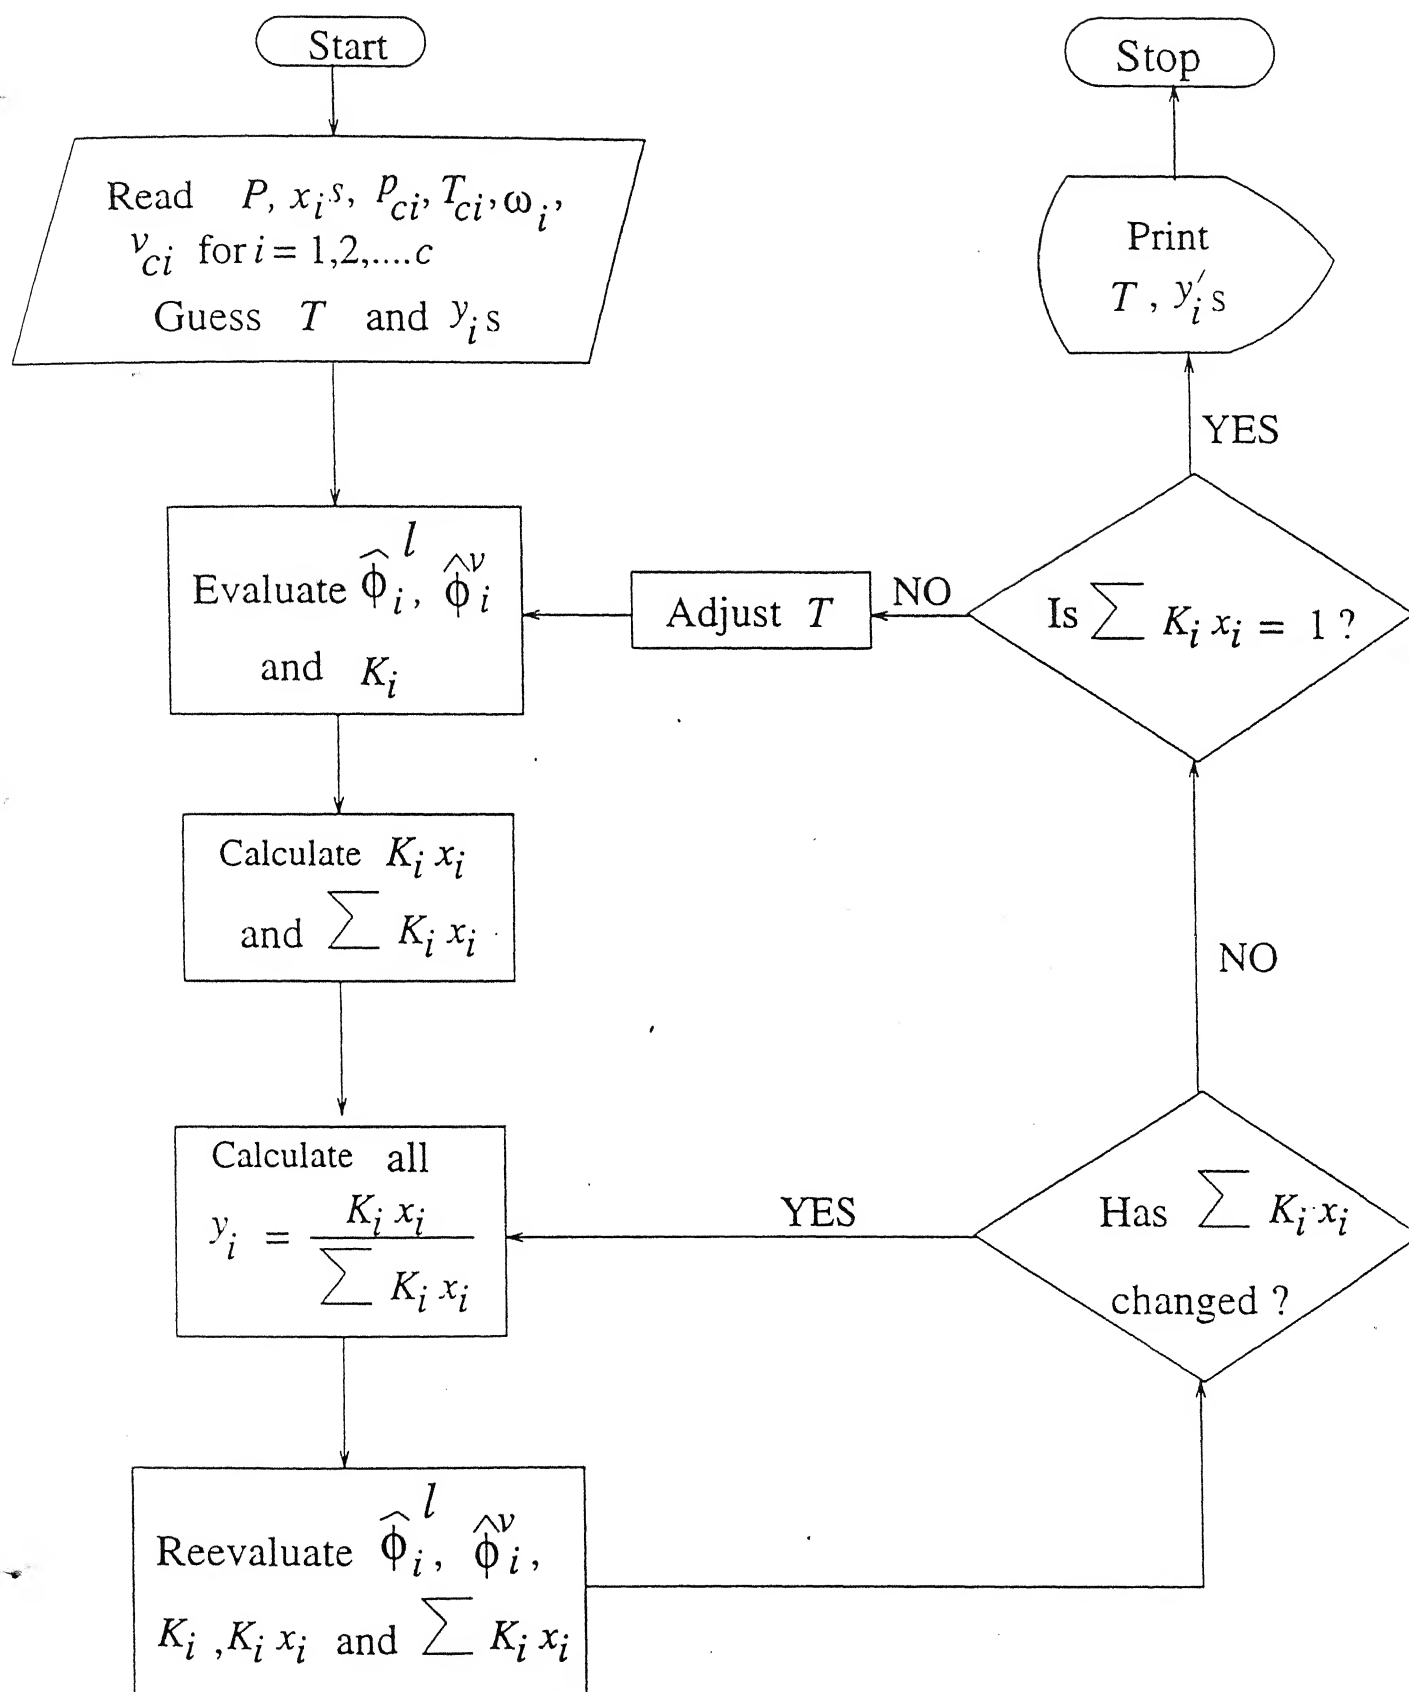 Start
Read P, x_i s, p_ci, T_ci, ω_i,
v_ci for i = 1,2,....c
Guess T and y_i s
Evaluate φ̂_i^l, φ̂_i^v
and K_i
Calculate K_i x_i
and ∑ K_i x_i
Calculate all
y_i = K_i x_i / ∑ K_i x_i
Reevaluate φ̂_i^l, φ̂_i^v,
K_i , K_i x_i and ∑ K_i x_i
Has ∑ K_i x_i
changed ?
YES
NO
Is ∑ K_i x_i = 1 ?
NO
Adjust T
YES
Print
T , y_i′ s
Stop